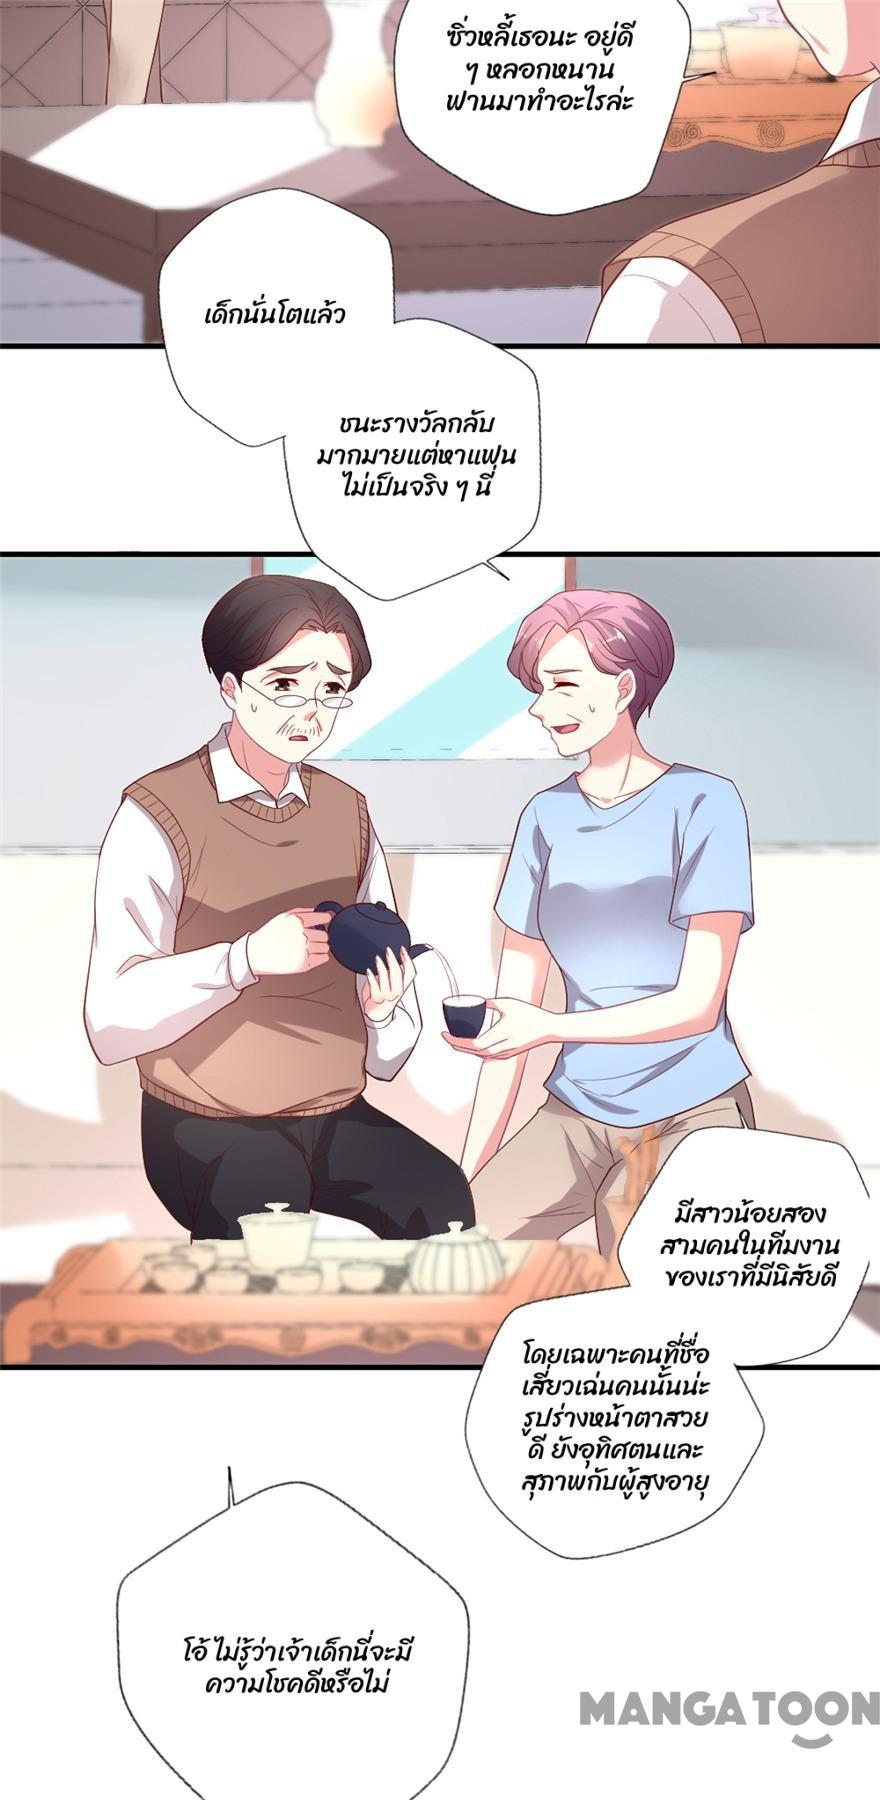 ซิ่วหลี้เธอนะ อยู่ดี
ๆ หลอกหนาน
ฟานมาทำอะไรล่ะ
เด็กนั่นโตแล้ว
ชนะรางวัลกลับ
มากมายแต่หาแฟน
ไม่เป็นจริง ๆ นี่
มีสาวน้อยสอง
สามคนในทีมงาน
ของเราที่มีนิสัยดี
โดยเฉพาะคนที่ชื่อ
เสี่ยวเฉ่นคนนั้นน่ะ
รูปร่างหน้าตาสวย
ดี ยังอุทิศตนและ
สุภาพกับผู้สูงอายุ
โอ้ ไม่รู้ว่าเจ้าเด็กนี่จะมี
ความโชคดีหรือไม่
MANGATOON